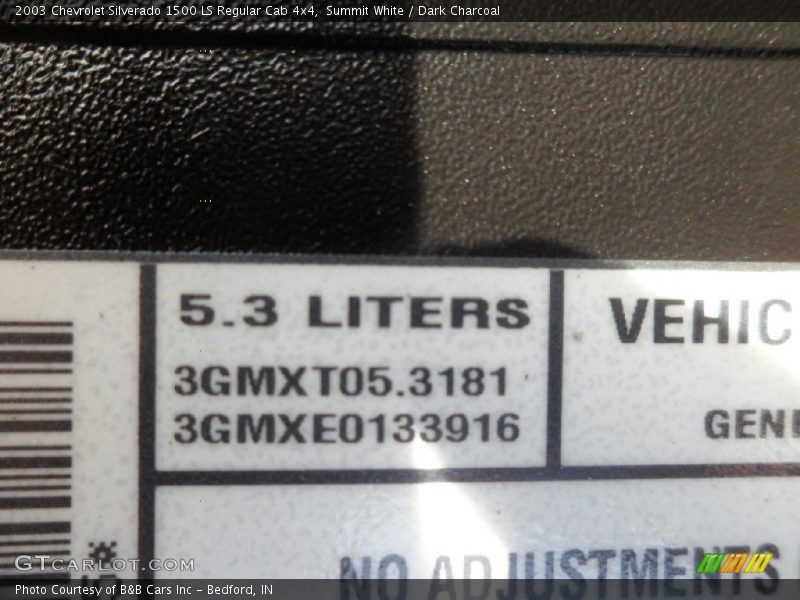 2003 Chevrolet Silverado 1500 LS Regular Cab 4x4, Summit White / Dark Charcoal
5.3 LITERS
3GMXT05.3181
3GMXE0133916
VEHIC
GENE
NO ADJUSTMENTS
GTCARLOT.COM
Photo Courtesy of B&B Cars Inc - Bedford, IN